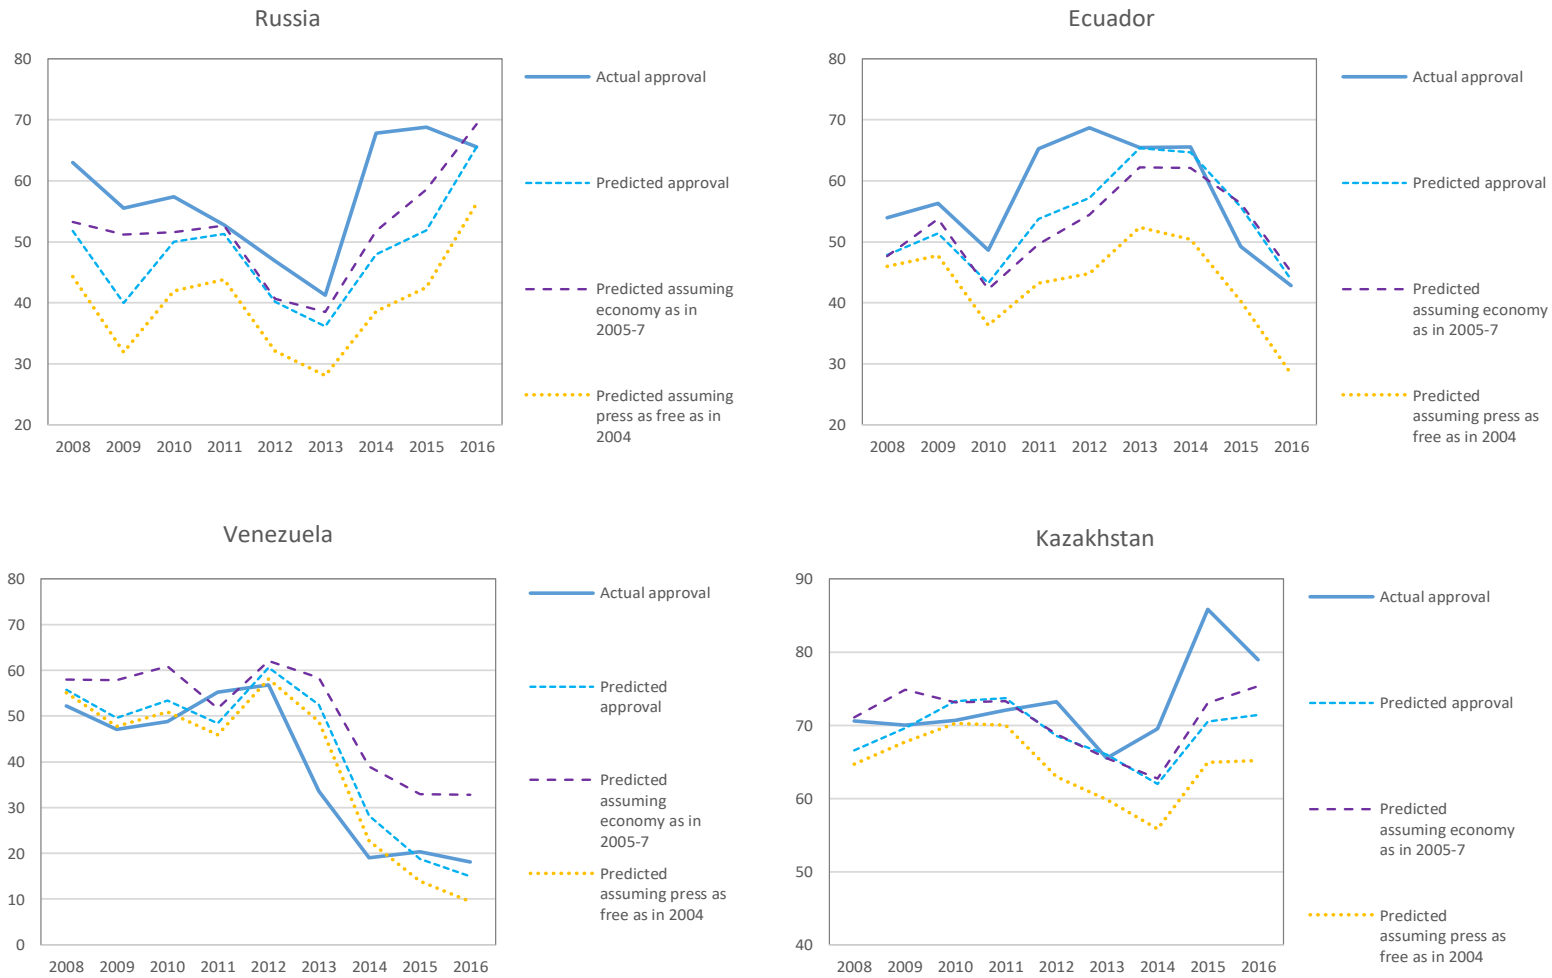 Russia
80
70
60
50
40
30
20
2008 2009 2010 2011 2012 2013 2014 2015 2016
Actual approval
Predicted approval
Predicted assuming
economy as in
2005-7
Predicted assuming
press as free as in
2004
Ecuador
80
70
60
50
40
30
20
2008 2009 2010 2011 2012 2013 2014 2015 2016
Actual approval
Predicted approval
Predicted
assuming economy
as in 2005-7
Predicted
assuming press as
free as in 2004
Venezuela
80
70
60
50
40
30
20
10
0
2008 2009 2010 2011 2012 2013 2014 2015 2016
Actual approval
Predicted
approval
Predicted
assuming
economy as in
2005-7
Predicted
assuming press as
free as in 2004
Kazakhstan
90
80
70
60
50
40
2008 2009 2010 2011 2012 2013 2014 2015 2016
Actual approval
Predicted approval
Predicted
assuming economy
as in 2005-7
Predicted
assuming press as
free as in 2004